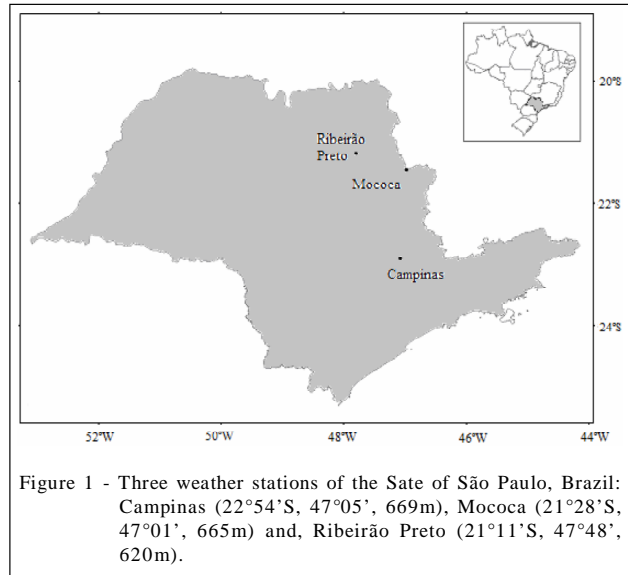 20°S
Ribeirão
Preto
Mococa
22°S
Campinas
24°S
52°W 50°W 48°W 46°W 44°W
Figure 1 - Three weather stations of the Sate of São Paulo, Brazil:
Campinas (22°54’S, 47°05’, 669m), Mococa (21°28’S,
47°01’, 665m) and, Ribeirão Preto (21°11’S, 47°48’,
620m).